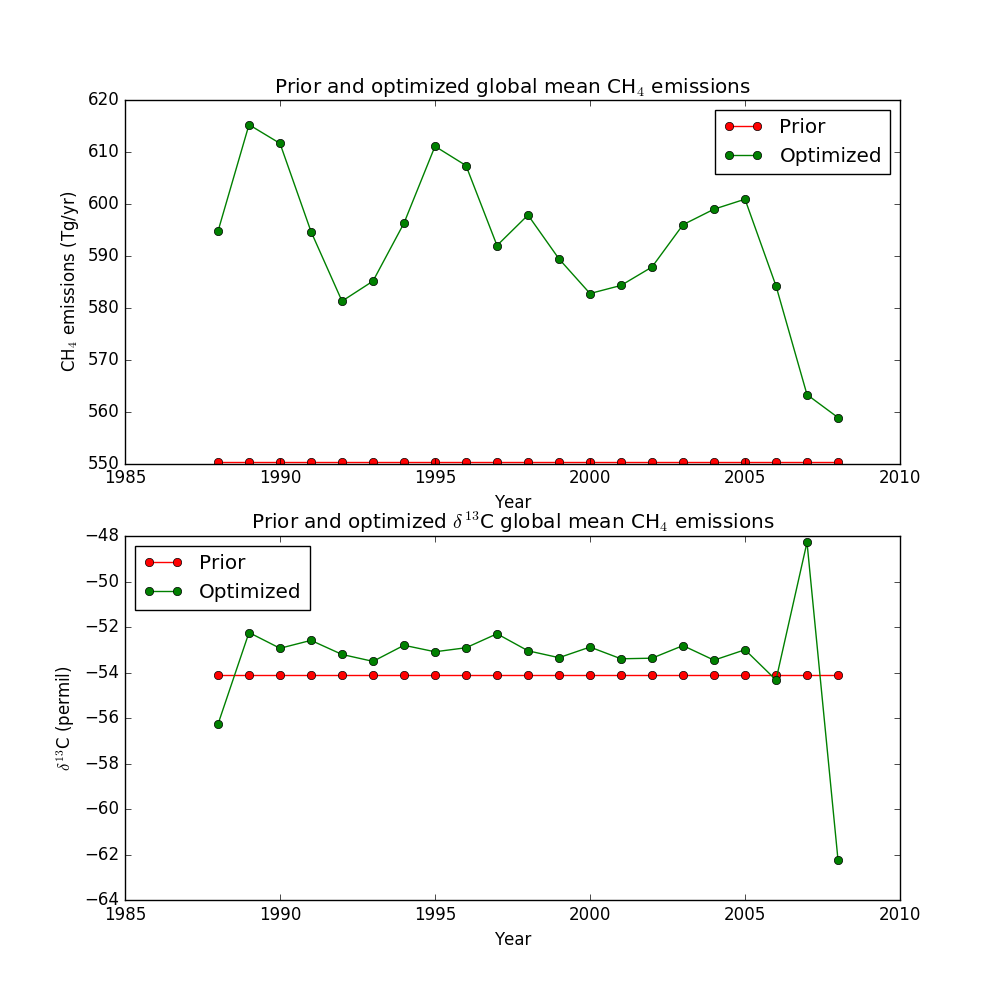 Prior and optimized global mean CH₄ emissions
620
610
600
590
580
570
560
550
CH₄ emissions (Tg/yr)
Prior
Optimized
1985 1990 1995 2000 2005 2010
Year
Prior and optimized δ¹³C global mean CH₄ emissions
−48
−50
−52
−54
−56
−58
−60
−62
−64
δ¹³C (permil)
Prior
Optimized
1985 1990 1995 2000 2005 2010
Year